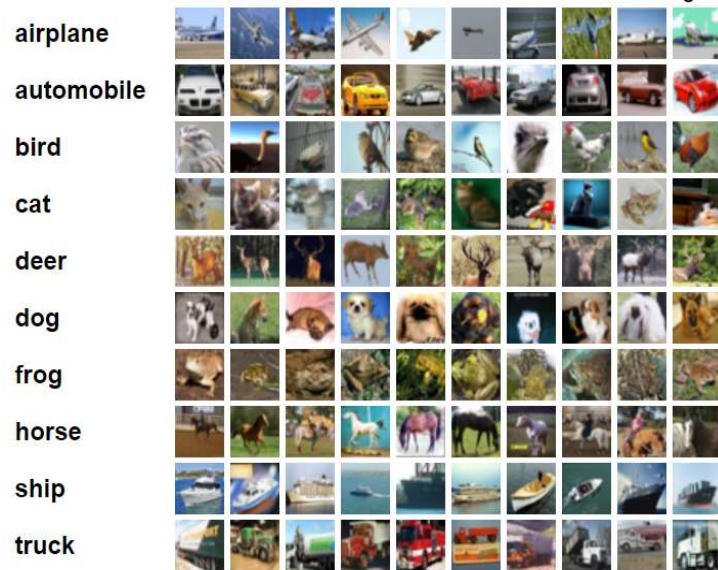 airplane
automobile
bird
cat
deer
dog
frog
horse
ship
truck